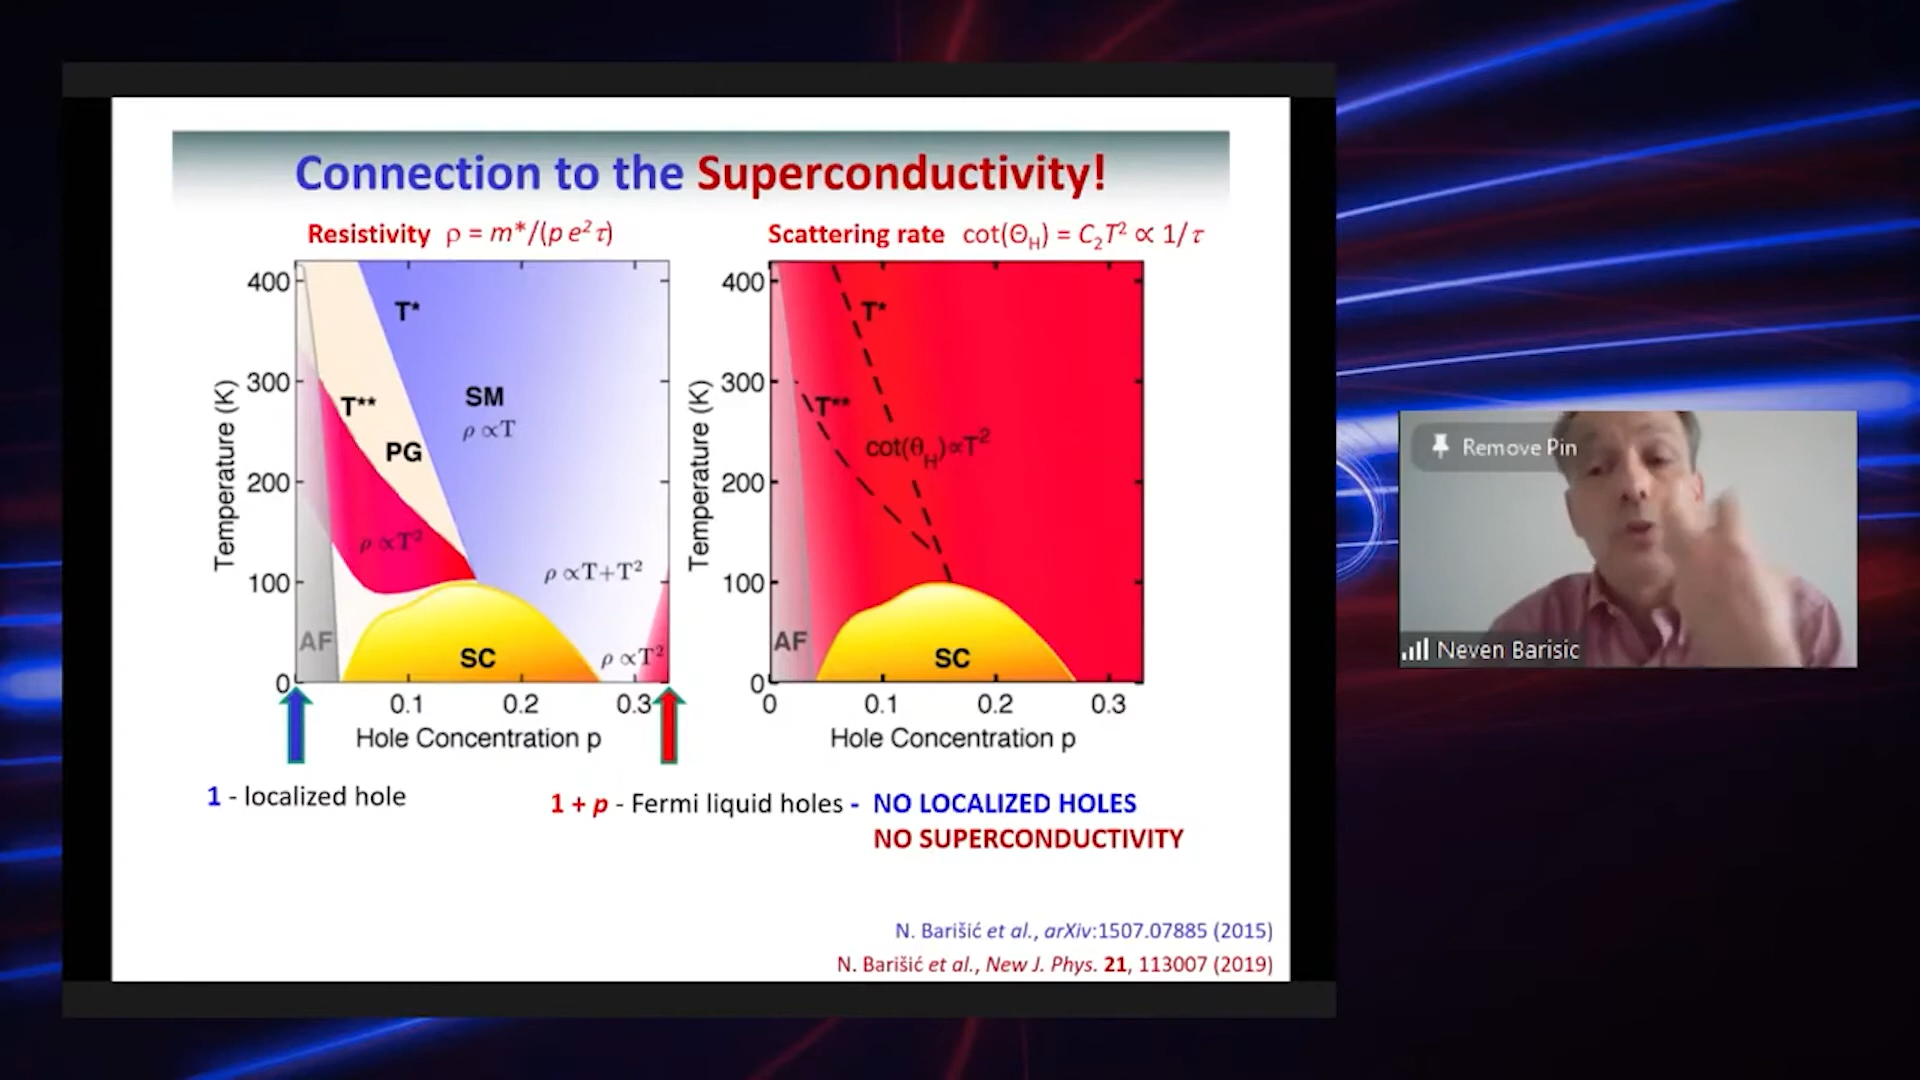 Connection to the Superconductivity!
Resistivity ρ = m*/(p e² τ)
Scattering rate cot(Θ_H) = C₂T² ∝ 1/τ
400
300
200
100
0
Temperature (K)
T*
T**
SM
ρ ∝T
PG
ρ ∝T²
ρ ∝T+T²
AF
SC
ρ ∝T²
0.1
0.2
0.3
Hole Concentration p
400
300
200
100
0
Temperature (K)
T*
T**
cot(θ_H)∝T²
AF
SC
0
0.1
0.2
0.3
Hole Concentration p
1 - localized hole
1 + p - Fermi liquid holes - NO LOCALIZED HOLES
NO SUPERCONDUCTIVITY
N. Barišić et al., arXiv:1507.07885 (2015)
N. Barišić et al., New J. Phys. 21, 113007 (2019)
Remove Pin
Neven Barisic